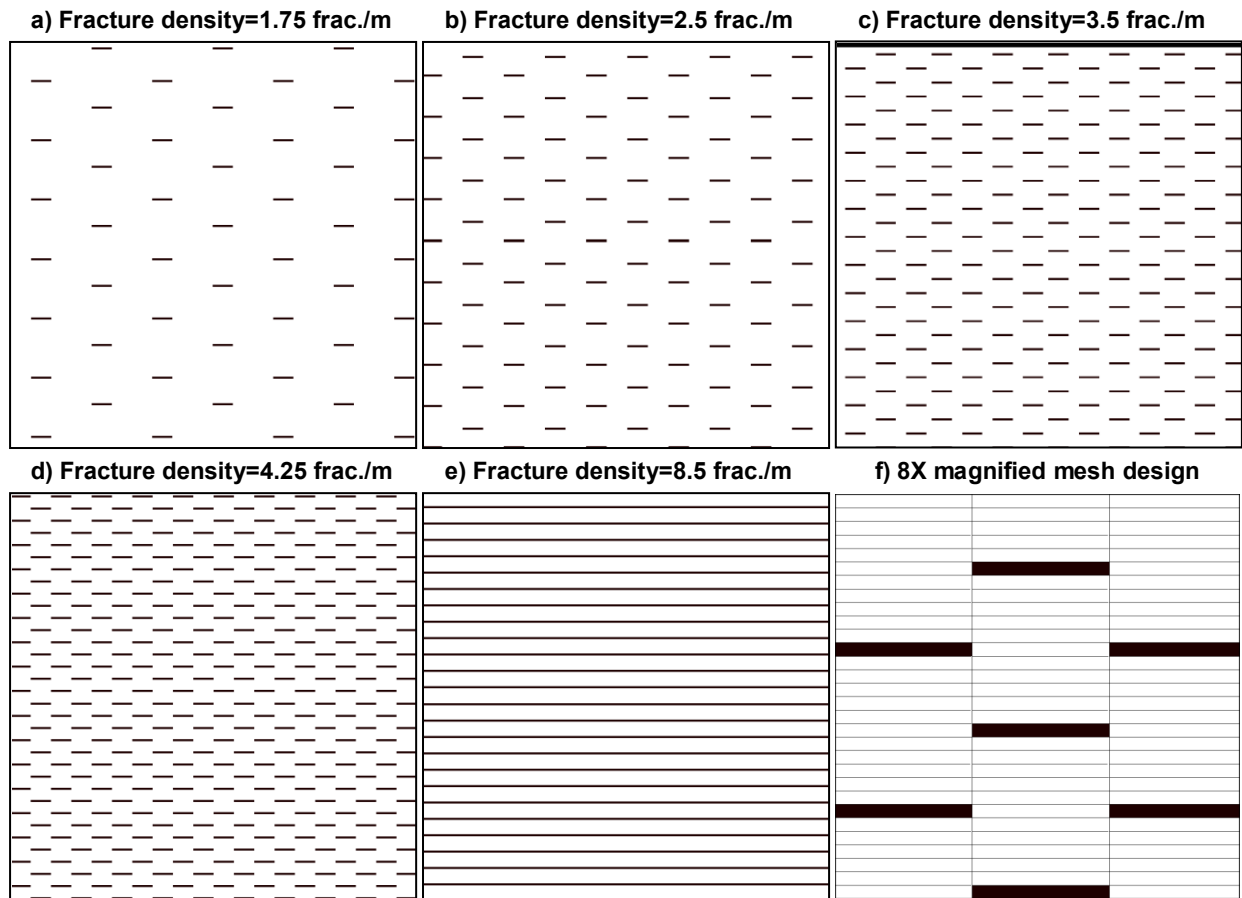 a) Fracture density=1.75 frac./m
b) Fracture density=2.5 frac./m
c) Fracture density=3.5 frac./m
d) Fracture density=4.25 frac./m
e) Fracture density=8.5 frac./m
f) 8X magnified mesh design